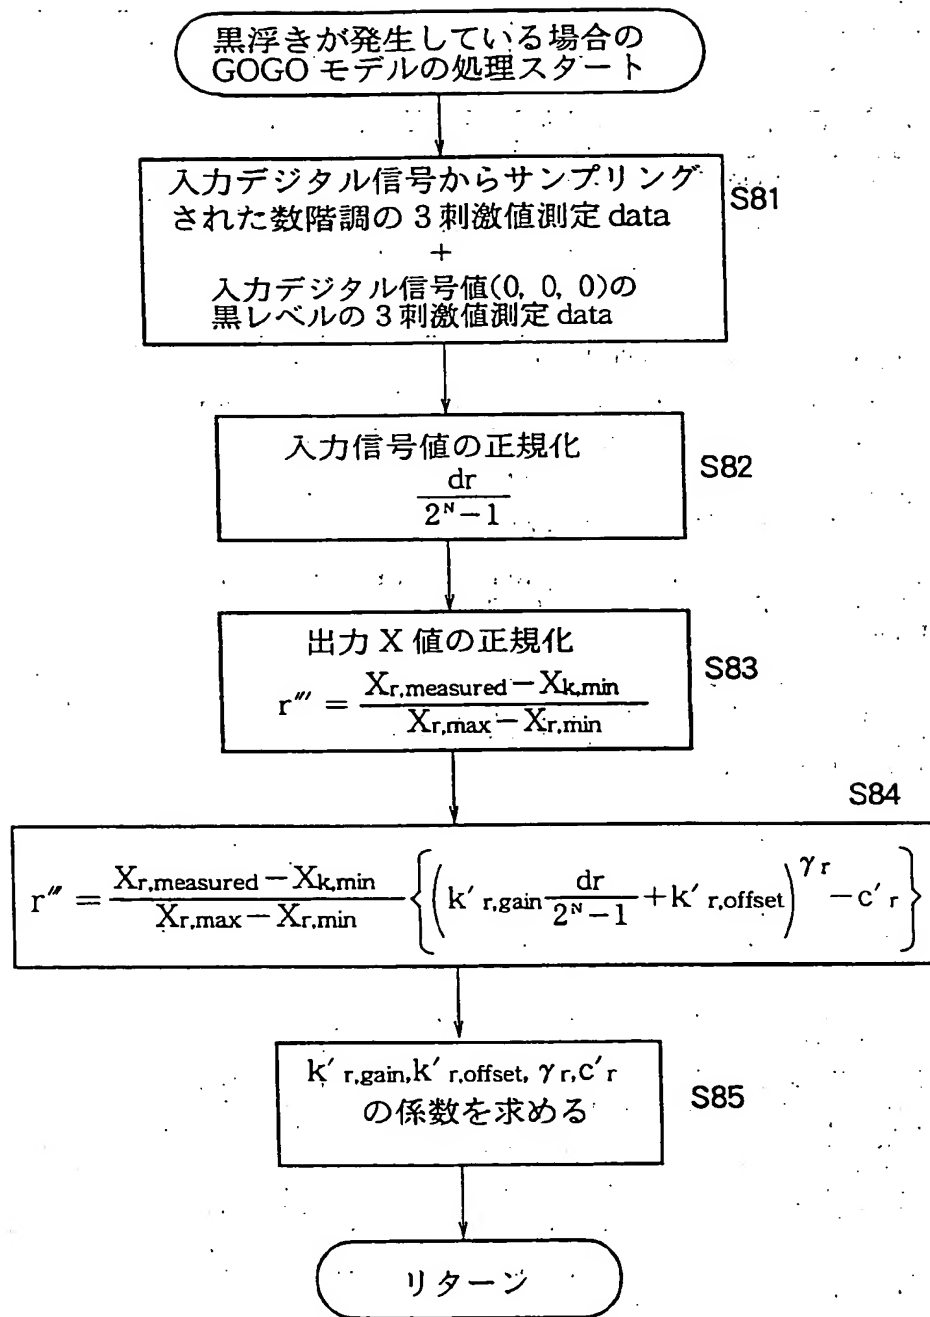 黒浮きが発生している場合の
GOGO モデルの処理スタート
入力デジタル信号からサンプリング
された数階調の 3 刺激値測定 data
+
入力デジタル信号値(0, 0, 0)の
黒レベルの 3 刺激値測定 data
S81
入力信号値の正規化
dr / 2^N − 1
S82
出力 X 値の正規化
r''' = (Xr,measured − Xk,min) / (Xr,max − Xr,min)
S83
S84
r''' = (Xr,measured − Xk,min) / (Xr,max − Xr,min) {(k' r,gain dr / 2^N − 1 + k' r,offset)^γ r − c' r}
k' r,gain, k' r,offset, γ r, c' r
の係数を求める
S85
リターン